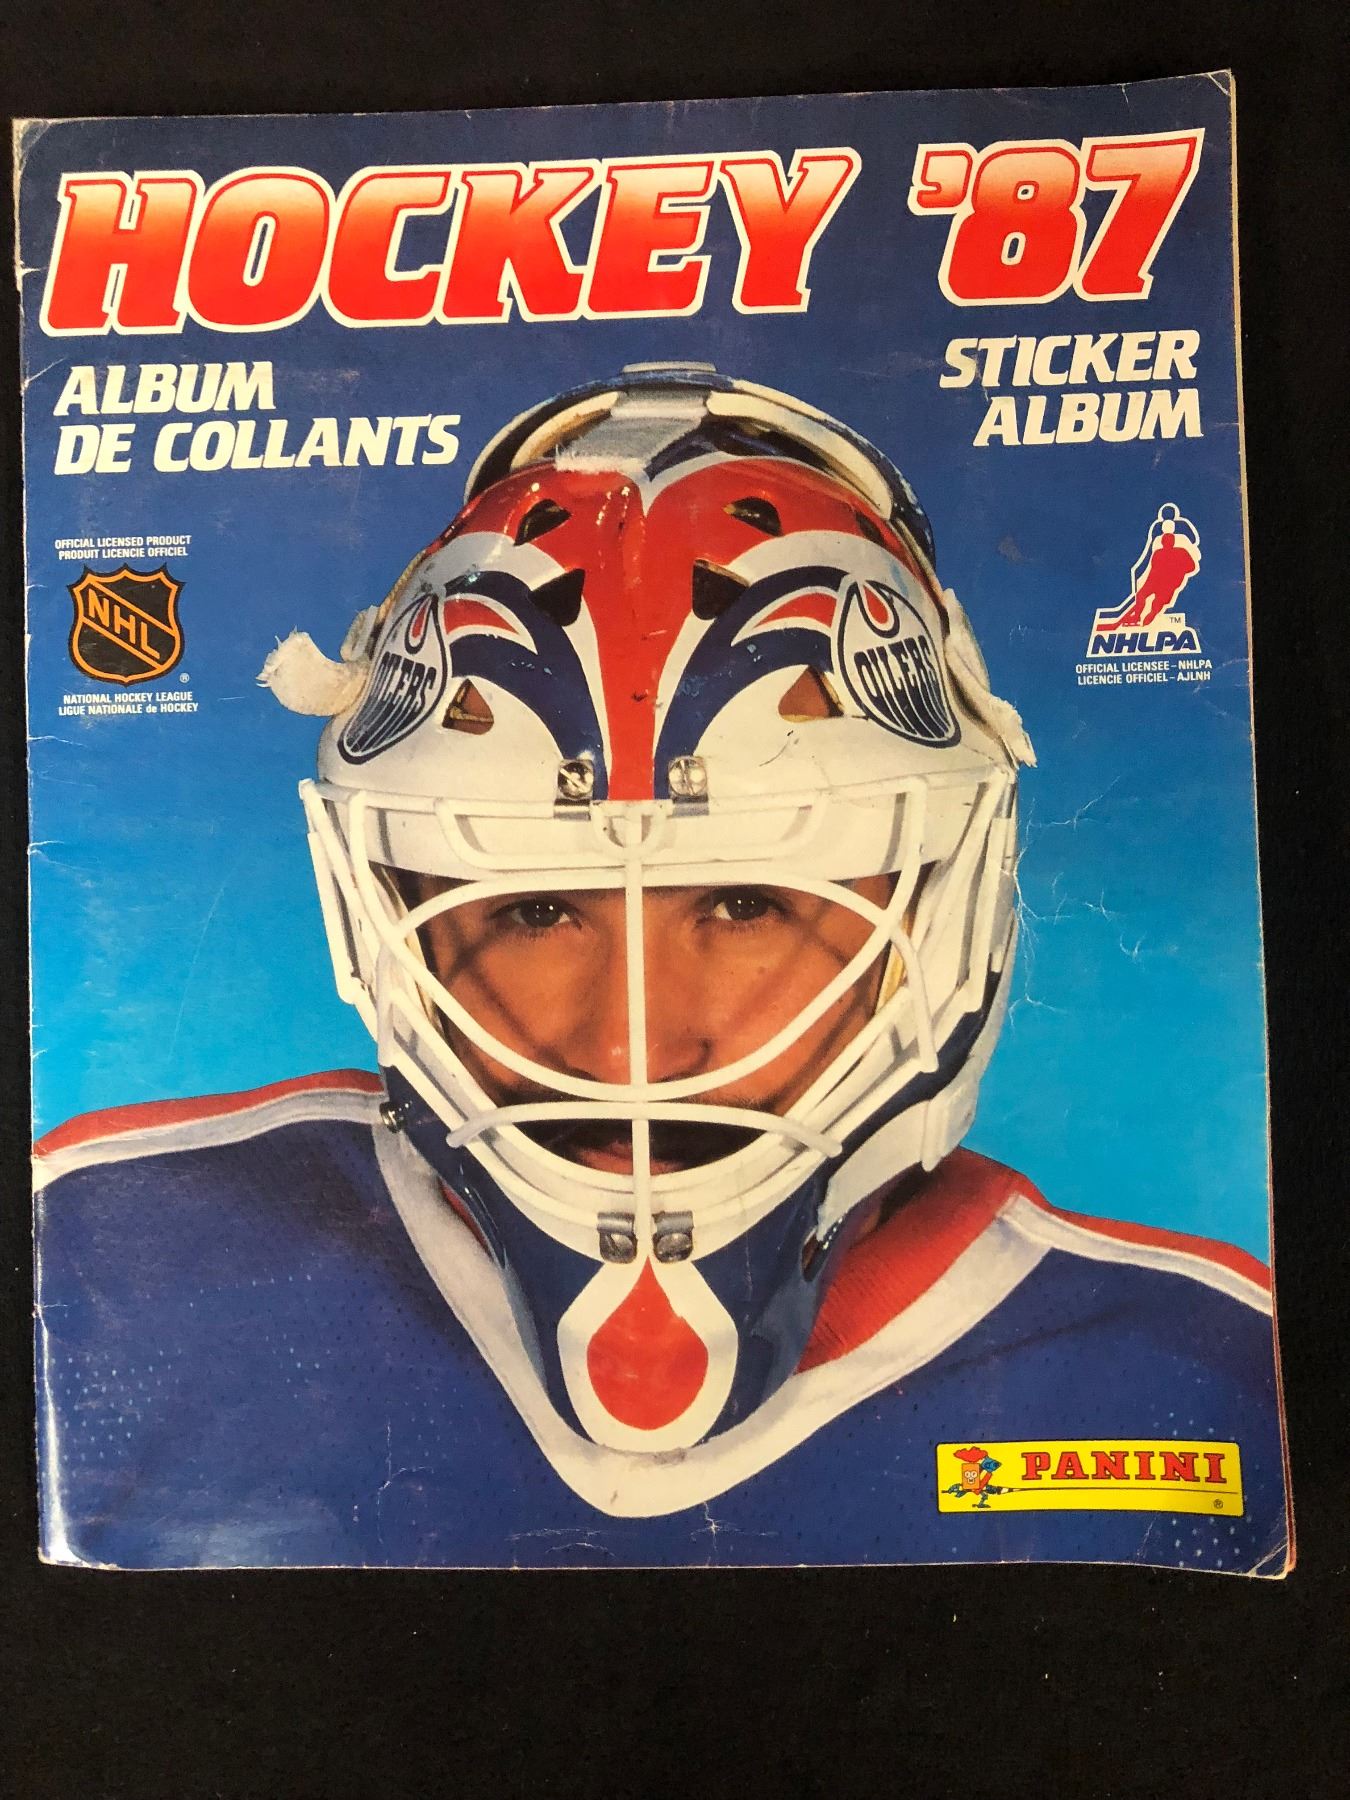 HOCKEY '87
ALBUM
DE COLLANTS
STICKER
ALBUM
OFFICIAL LICENSED PRODUCT
PRODUIT LICENCIE OFFICIEL
NHL
®
NATIONAL HOCKEY LEAGUE
LIGUE NATIONALE de HOCKEY
TM
NHLPA
OFFICIAL LICENSEE-NHLPA
LICENCIE OFFICIEL-AJLNH
OILERS
OILERS
PANINI
®